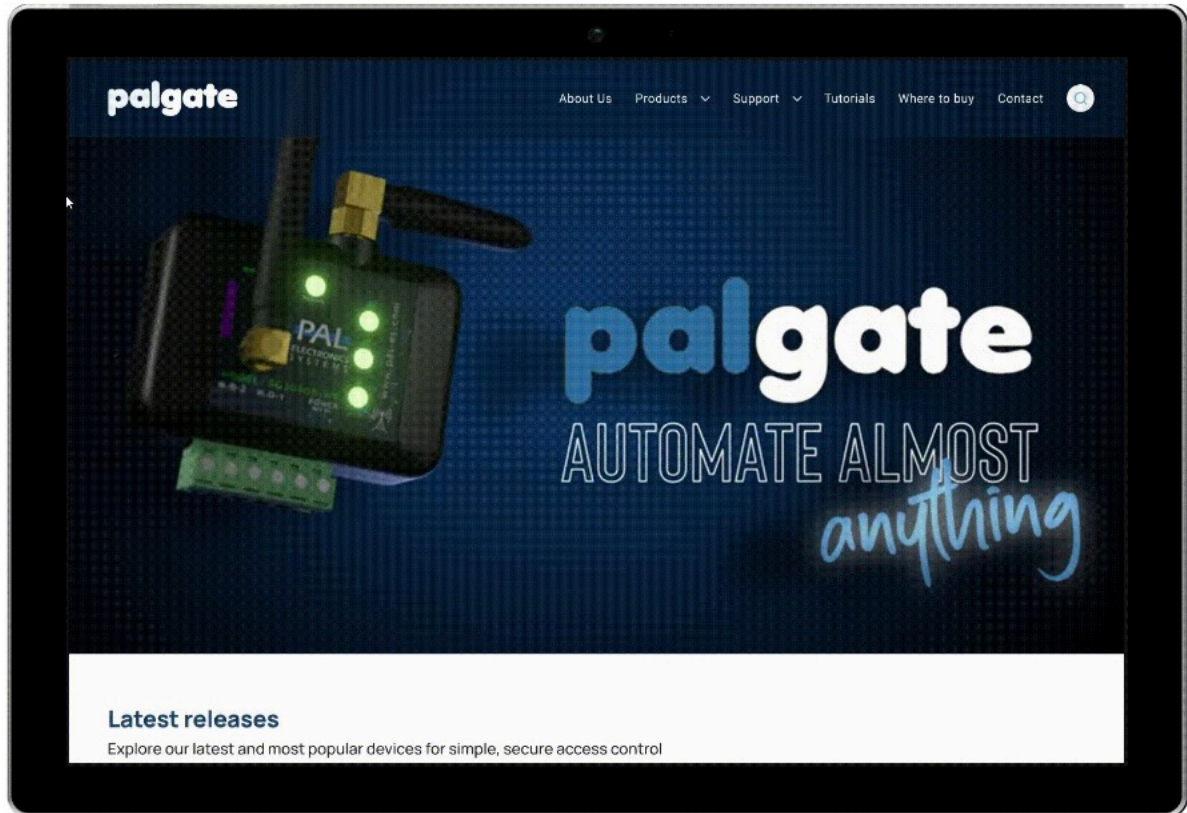 palgate
About Us Products Support Tutorials Where to buy Contact
PAL
ELECTRONICS
SYSTEMS
palgate
AUTOMATE ALMOST
anything
Latest releases
Explore our latest and most popular devices for simple, secure access control